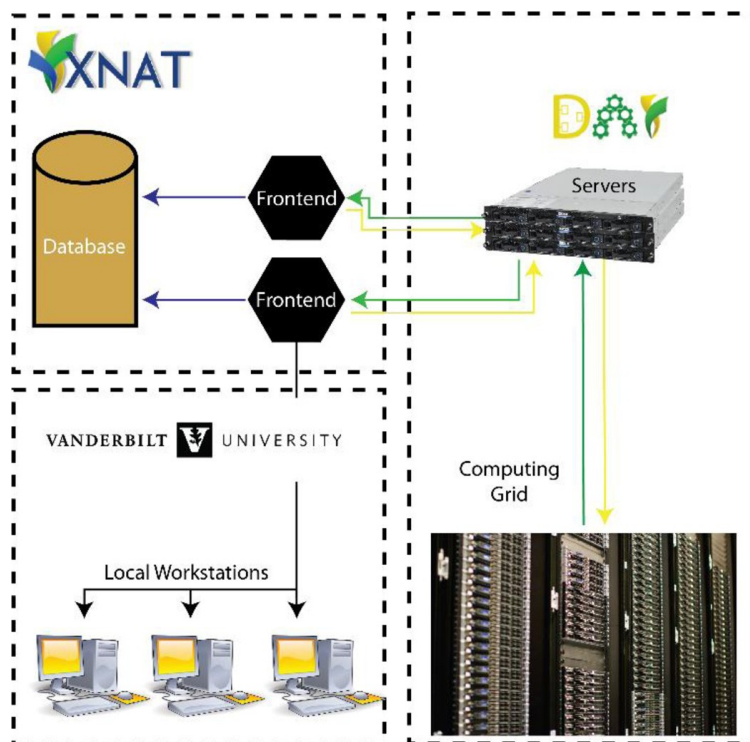 XNAT
DAX
Servers
Frontend
Database
Frontend
VANDERBILT V UNIVERSITY
Computing
Grid
Local Workstations